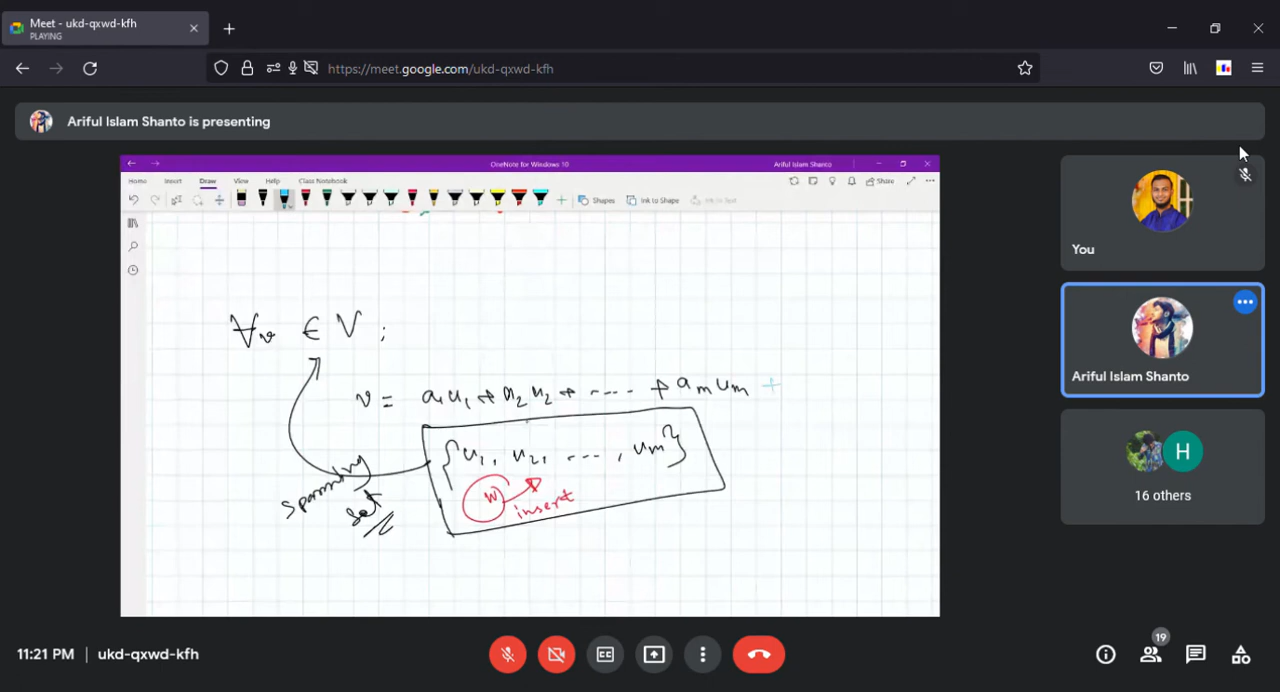 Meet - ukd-qxwd-kfh
PLAYING
https://meet.google.com/ukd-qxwd-kfh
Ariful Islam Shanto is presenting
OneNote for Windows 10
Ariful Islam Shanto
Home Insert Draw View Help Class Notebook
Share
Shapes Ink to Shape Ink to Text
∀v ∈ V ;
v = a₁u₁ + a₂u₂ + ---- + aₘuₘ +
{u₁, u₂, ---, uₘ}
spanning
set
w
insert
You
Ariful Islam Shanto
H
16 others
11:21 PM | ukd-qxwd-kfh
CC
19